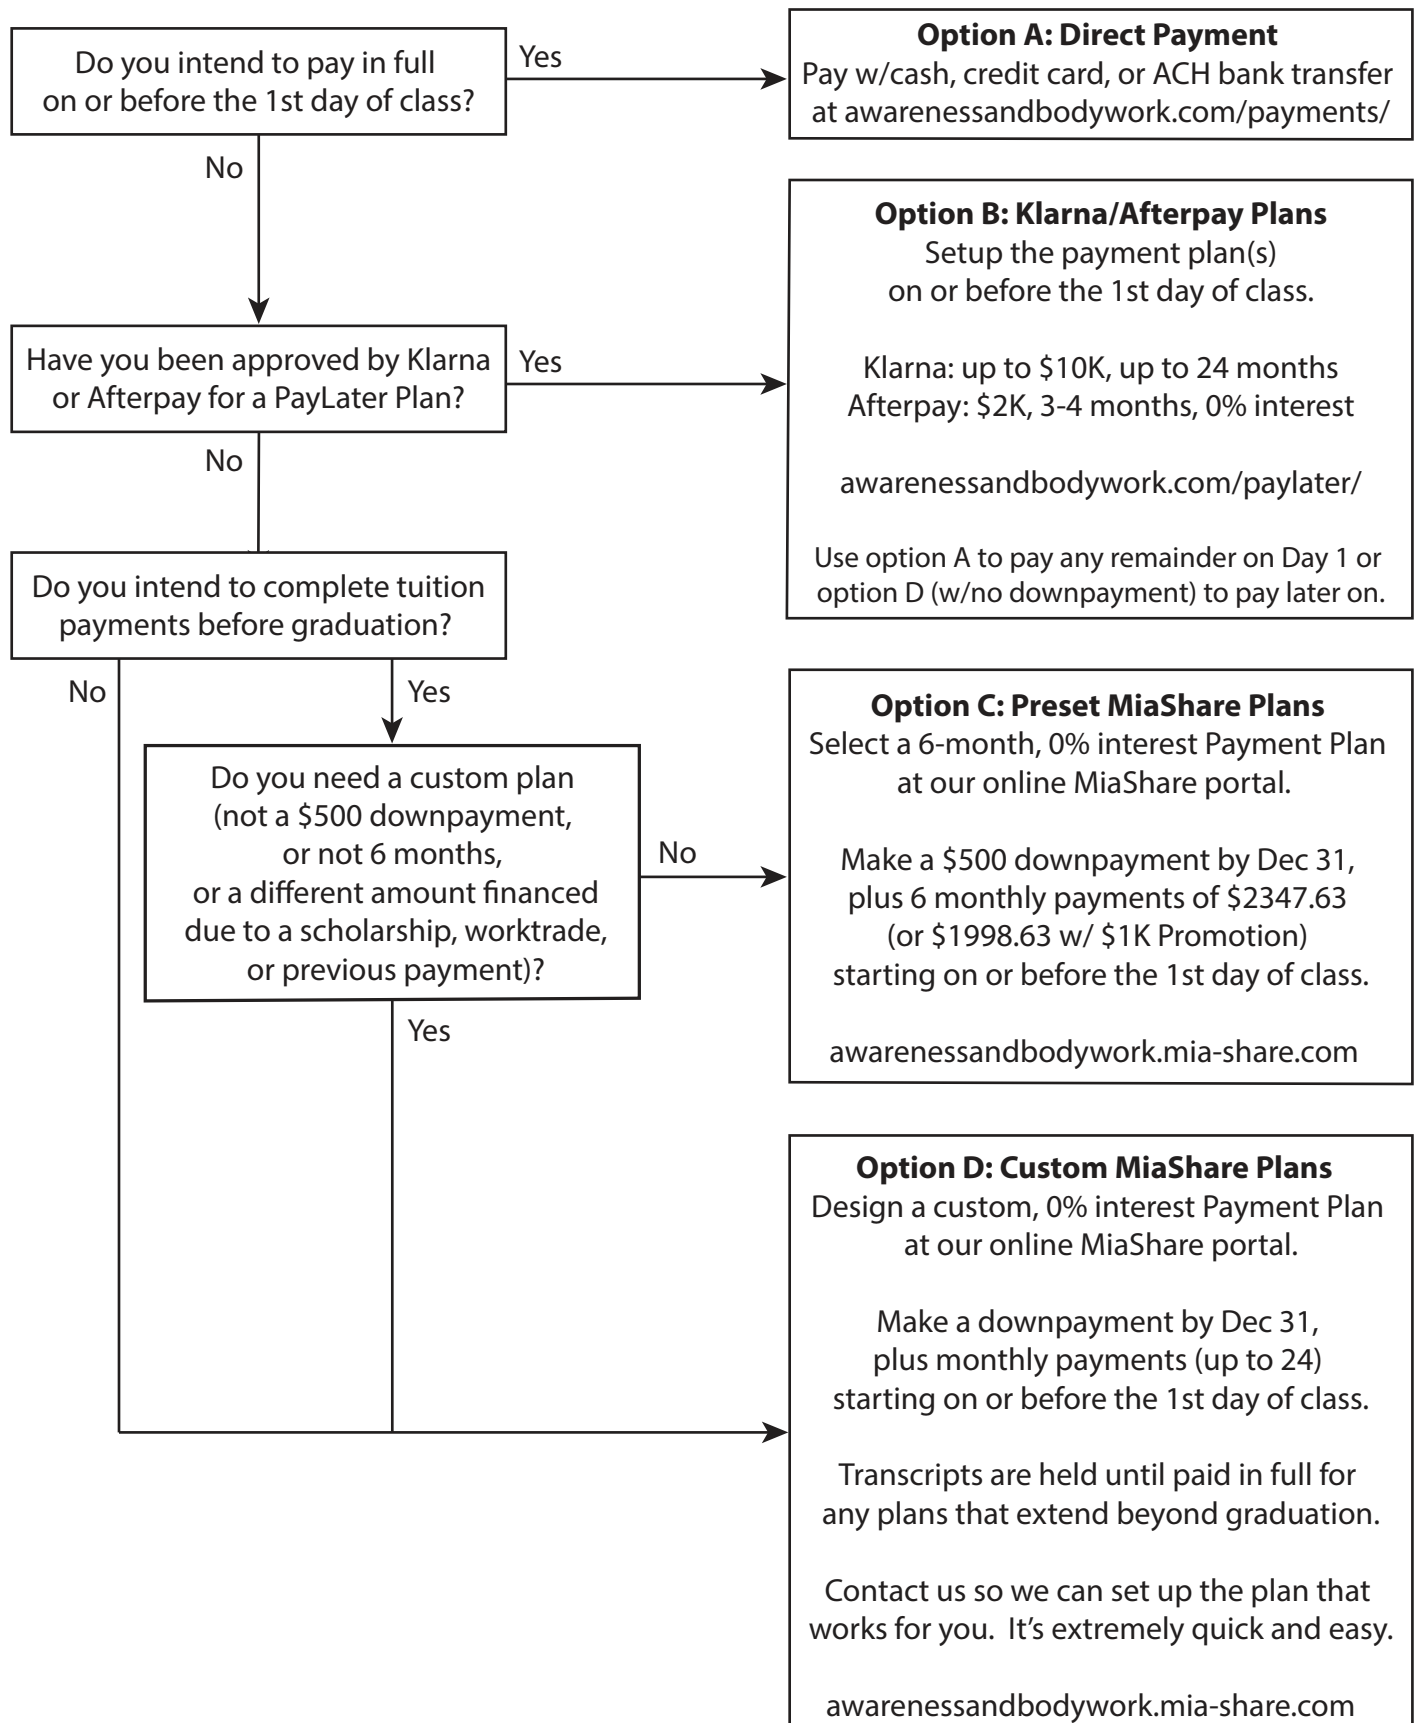 Do you intend to pay in full
on or before the 1st day of class?
Yes
No
Option A: Direct Payment
Pay w/cash, credit card, or ACH bank transfer
at awarenessandbodywork.com/payments/
Have you been approved by Klarna
or Afterpay for a PayLater Plan?
Yes
No
Option B: Klarna/Afterpay Plans
Setup the payment plan(s)
on or before the 1st day of class.
Klarna: up to $10K, up to 24 months
Afterpay: $2K, 3-4 months, 0% interest
awarenessandbodywork.com/paylater/
Use option A to pay any remainder on Day 1 or
option D (w/no downpayment) to pay later on.
Do you intend to complete tuition
payments before graduation?
No
Yes
Do you need a custom plan
(not a $500 downpayment,
or not 6 months,
or a different amount financed
due to a scholarship, worktrade,
or previous payment)?
No
Yes
Option C: Preset MiaShare Plans
Select a 6-month, 0% interest Payment Plan
at our online MiaShare portal.
Make a $500 downpayment by Dec 31,
plus 6 monthly payments of $2347.63
(or $1998.63 w/ $1K Promotion)
starting on or before the 1st day of class.
awarenessandbodywork.mia-share.com
Option D: Custom MiaShare Plans
Design a custom, 0% interest Payment Plan
at our online MiaShare portal.
Make a downpayment by Dec 31,
plus monthly payments (up to 24)
starting on or before the 1st day of class.
Transcripts are held until paid in full for
any plans that extend beyond graduation.
Contact us so we can set up the plan that
works for you. It's extremely quick and easy.
awarenessandbodywork.mia-share.com